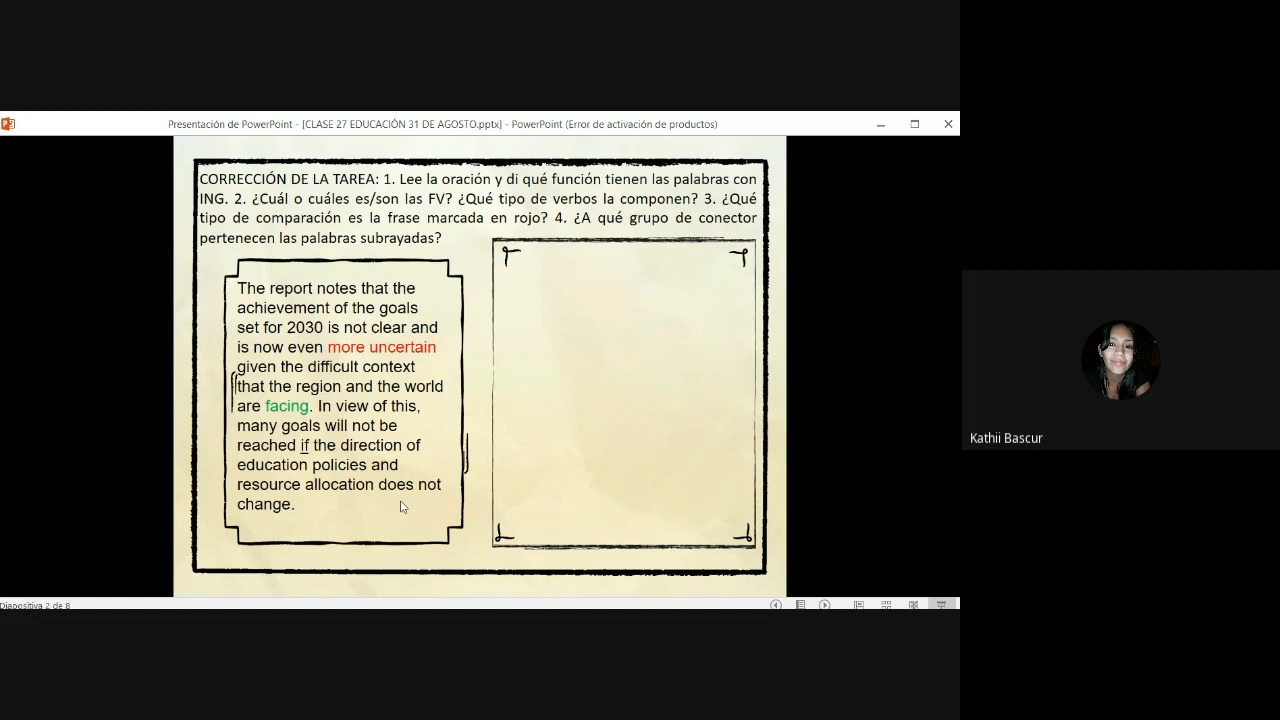 Presentación de PowerPoint - [CLASE 27 EDUCACIÓN 31 DE AGOSTO.pptx] - PowerPoint (Error de activación de productos)
CORRECCIÓN DE LA TAREA: 1. Lee la oración y di qué función tienen las palabras con
ING. 2. ¿Cuál o cuáles es/son las FV? ¿Qué tipo de verbos la componen? 3. ¿Qué
tipo de comparación es la frase marcada en rojo? 4. ¿A qué grupo de conector
pertenecen las palabras subrayadas?
The report notes that the
achievement of the goals
set for 2030 is not clear and
is now even more uncertain
given the difficult context
that the region and the world
are facing. In view of this,
many goals will not be
reached if the direction of
education policies and
resource allocation does not
change.
Kathii Bascur
Diapositiva 2 de 8